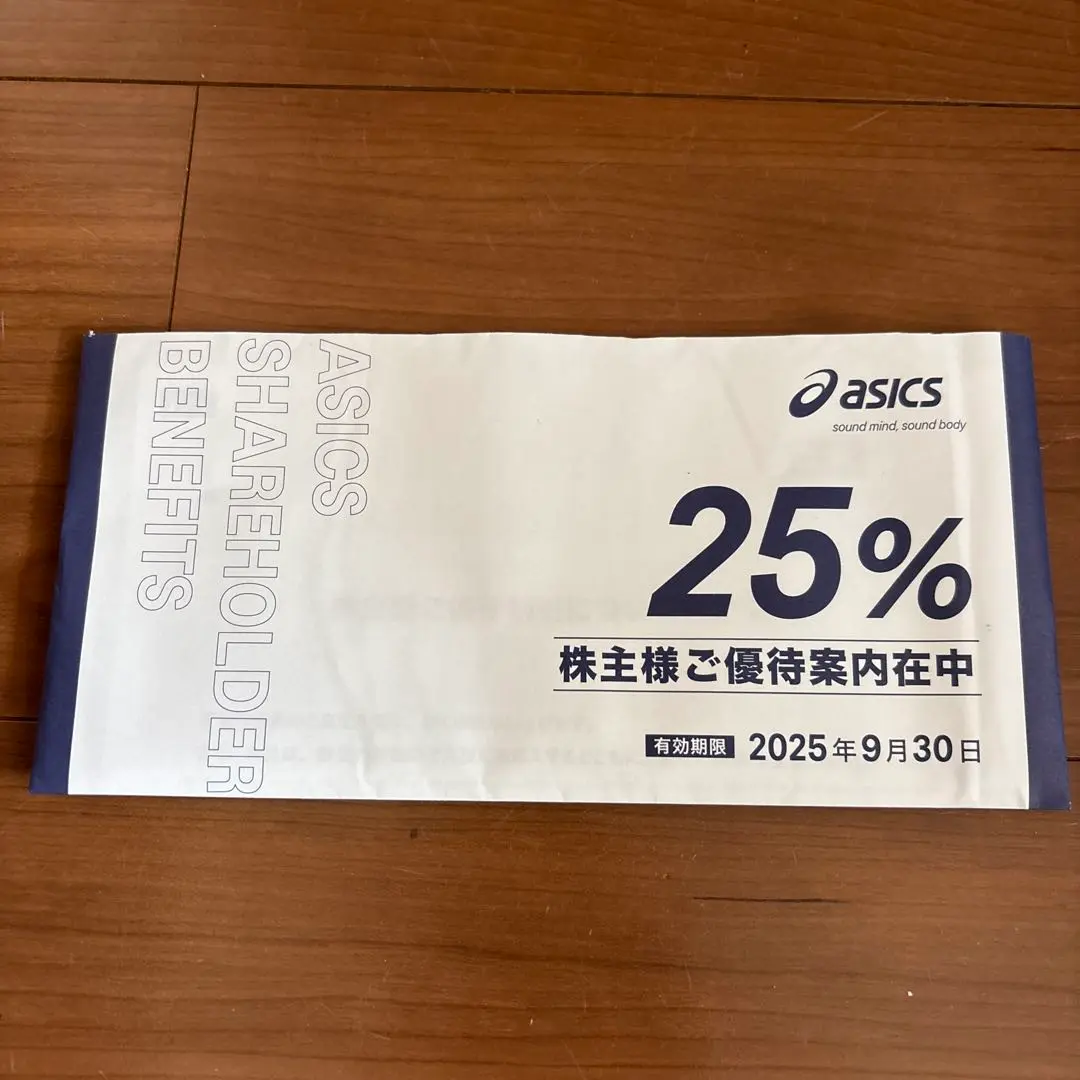 ASICS
SHAREHOLDER
BENEFITS
asics
sound mind, sound body
25%
株主様ご優待案内在中
有効期限 2025年9月30日